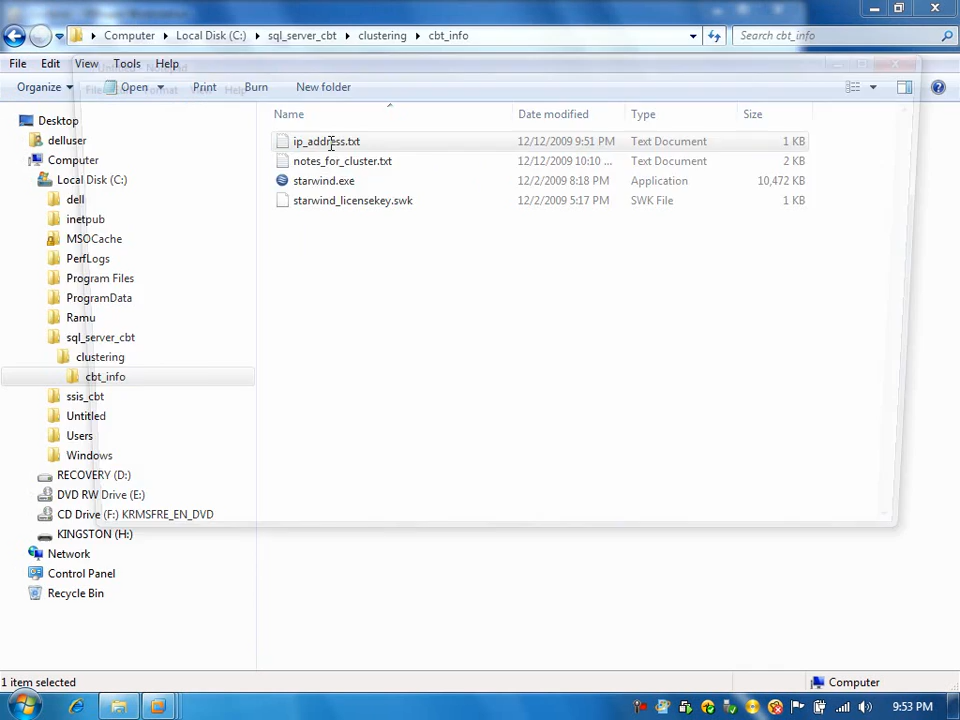 Computer Local Disk (C:) sql_server_cbt clustering cbt_info Search cbt_info
File Edit View Tools Help
Organize Open Print Burn New folder
Name Date modified Type Size
Desktop
delluser
Computer
Local Disk (C:)
dell
inetpub
MSOCache
PerfLogs
Program Files
ProgramData
Ramu
sql_server_cbt
clustering
cbt_info
ssis_cbt
Untitled
Users
Windows
RECOVERY (D:)
DVD RW Drive (E:)
CD Drive (F:) KRMSFRE_EN_DVD
KINGSTON (H:)
Network
Control Panel
Recycle Bin
ip_address.txt 12/12/2009 9:51 PM Text Document 1 KB
notes_for_cluster.txt 12/12/2009 10:10 ... Text Document 2 KB
starwind.exe 12/2/2009 8:18 PM Application 10,472 KB
starwind_licensekey.swk 12/2/2009 5:17 PM SWK File 1 KB
1 item selected Computer
9:53 PM